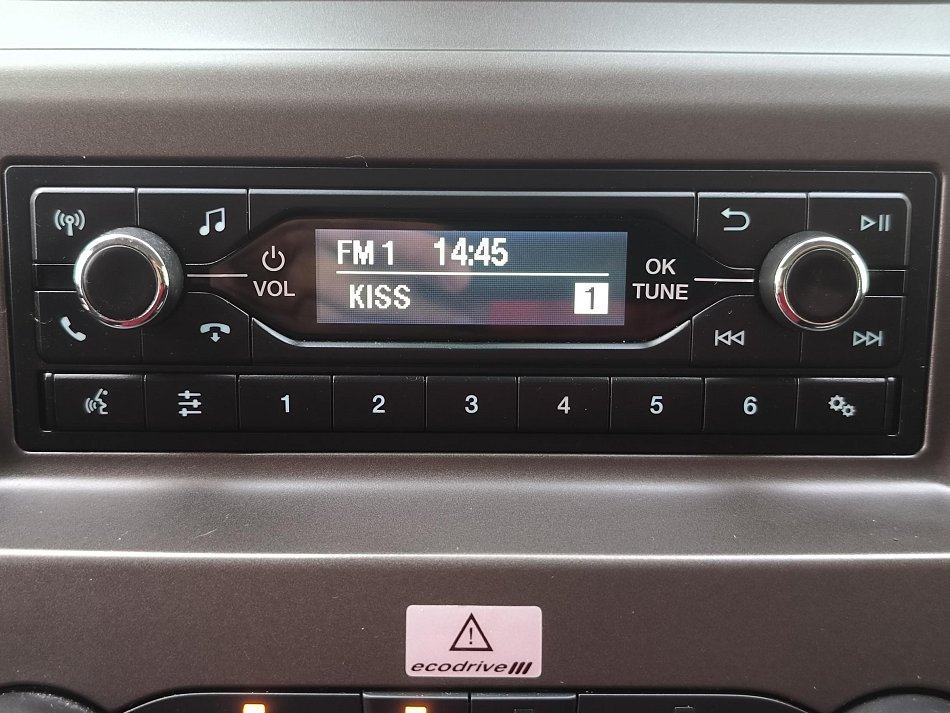 FM 1 14:45
KISS 1
VOL
OK
TUNE
1 2 3 4 5 6
ecodrive